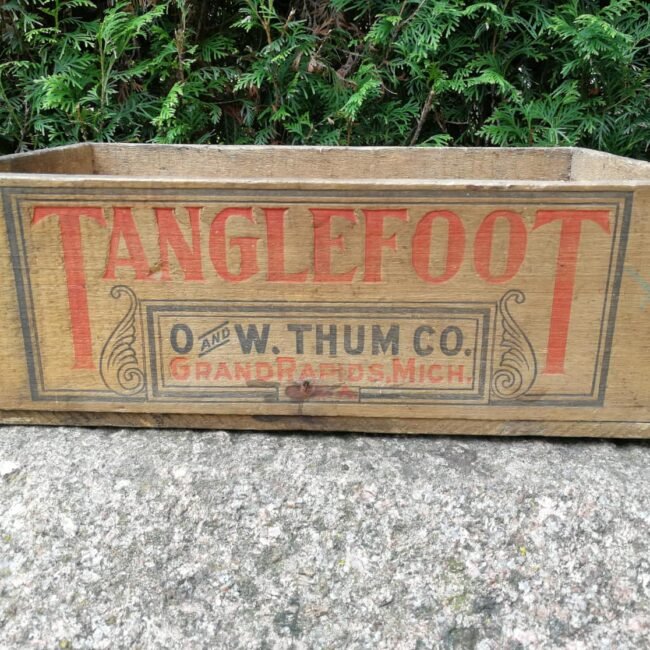 TANGLEFOOT
O AND W. THUM CO.
GRAND RAPIDS, MICH.